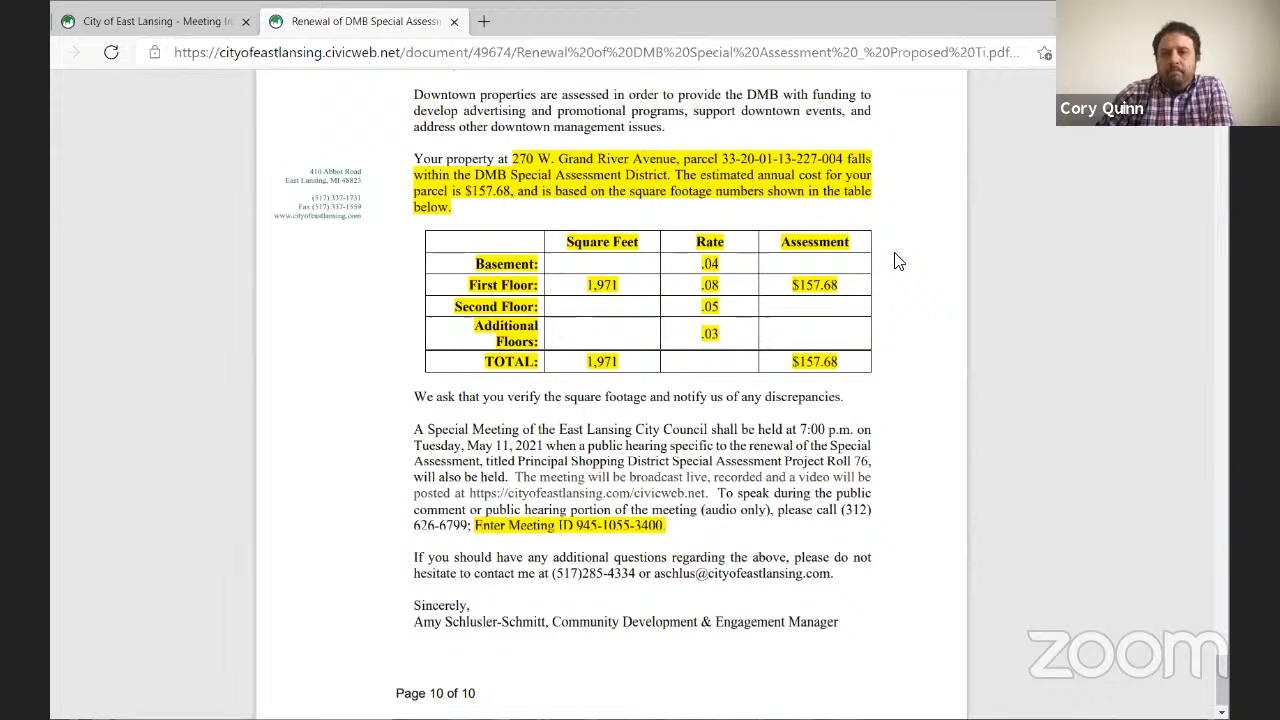 City of East Lansing - Meeting In
Renewal of DMB Special Assessm
https://cityofeastlansing.civicweb.net/document/49674/Renewal%20of%20DMB%20Special%20Assessment%20_%20Proposed%20Ti.pdf...
Cory Quinn
Downtown properties are assessed in order to provide the DMB with funding to
develop advertising and promotional programs, support downtown events, and
address other downtown management issues.
410 Abbot Road
East Lansing, MI 48823
(517) 337-1731
Fax (517) 337-1559
www.cityofeastlansing.com
Your property at 270 W. Grand River Avenue, parcel 33-20-01-13-227-004 falls
within the DMB Special Assessment District. The estimated annual cost for your
parcel is $157.68, and is based on the square footage numbers shown in the table
below.
Square Feet Rate Assessment
Basement: .04
First Floor: 1,971 .08 $157.68
Second Floor: .05
Additional
Floors: .03
TOTAL: 1,971 $157.68
We ask that you verify the square footage and notify us of any discrepancies.
A Special Meeting of the East Lansing City Council shall be held at 7:00 p.m. on
Tuesday, May 11, 2021 when a public hearing specific to the renewal of the Special
Assessment, titled Principal Shopping District Special Assessment Project Roll 76,
will also be held. The meeting will be broadcast live, recorded and a video will be
posted at https://cityofeastlansing.com/civicweb.net. To speak during the public
comment or public hearing portion of the meeting (audio only), please call (312)
626-6799; Enter Meeting ID 945-1055-3400.
If you should have any additional questions regarding the above, please do not
hesitate to contact me at (517)285-4334 or aschlus@cityofeastlansing.com.
Sincerely,
Amy Schlusler-Schmitt, Community Development & Engagement Manager
Page 10 of 10
zoom